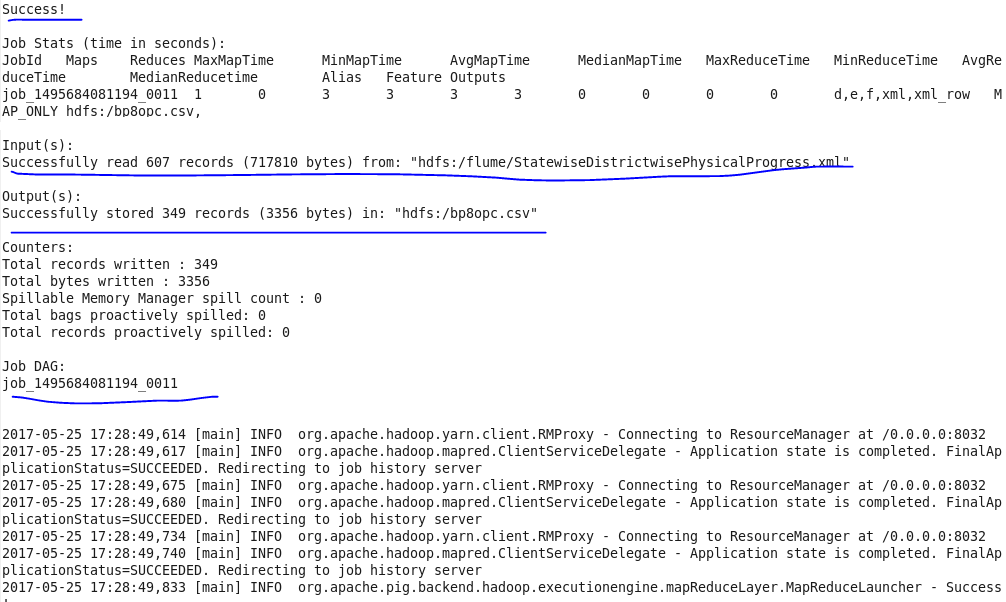 Success!
Job Stats (time in seconds):
JobId   Maps    Reduces MaxMapTime      MinMapTime      AvgMapTime      MedianMapTime   MaxReduceTime   MinReduceTime   AvgRe
duceTime        MedianReducetime        Alias   Feature Outputs
job_1495684081194_0011  1       0       3       3       3       3       0       0       0       0       d,e,f,xml,xml_row   M
AP_ONLY hdfs:/bp8opc.csv,
Input(s):
Successfully read 607 records (717810 bytes) from: "hdfs:/flume/StatewiseDistrictwisePhysicalProgress.xml"
Output(s):
Successfully stored 349 records (3356 bytes) in: "hdfs:/bp8opc.csv"
Counters:
Total records written : 349
Total bytes written : 3356
Spillable Memory Manager spill count : 0
Total bags proactively spilled: 0
Total records proactively spilled: 0
Job DAG:
job_1495684081194_0011
2017-05-25 17:28:49,614 [main] INFO  org.apache.hadoop.yarn.client.RMProxy - Connecting to ResourceManager at /0.0.0.0:8032
2017-05-25 17:28:49,617 [main] INFO  org.apache.hadoop.mapred.ClientServiceDelegate - Application state is completed. FinalAp
plicationStatus=SUCCEEDED. Redirecting to job history server
2017-05-25 17:28:49,675 [main] INFO  org.apache.hadoop.yarn.client.RMProxy - Connecting to ResourceManager at /0.0.0.0:8032
2017-05-25 17:28:49,680 [main] INFO  org.apache.hadoop.mapred.ClientServiceDelegate - Application state is completed. FinalAp
plicationStatus=SUCCEEDED. Redirecting to job history server
2017-05-25 17:28:49,734 [main] INFO  org.apache.hadoop.yarn.client.RMProxy - Connecting to ResourceManager at /0.0.0.0:8032
2017-05-25 17:28:49,740 [main] INFO  org.apache.hadoop.mapred.ClientServiceDelegate - Application state is completed. FinalAp
plicationStatus=SUCCEEDED. Redirecting to job history server
2017-05-25 17:28:49,833 [main] INFO  org.apache.pig.backend.hadoop.executionengine.mapReduceLayer.MapReduceLauncher - Success